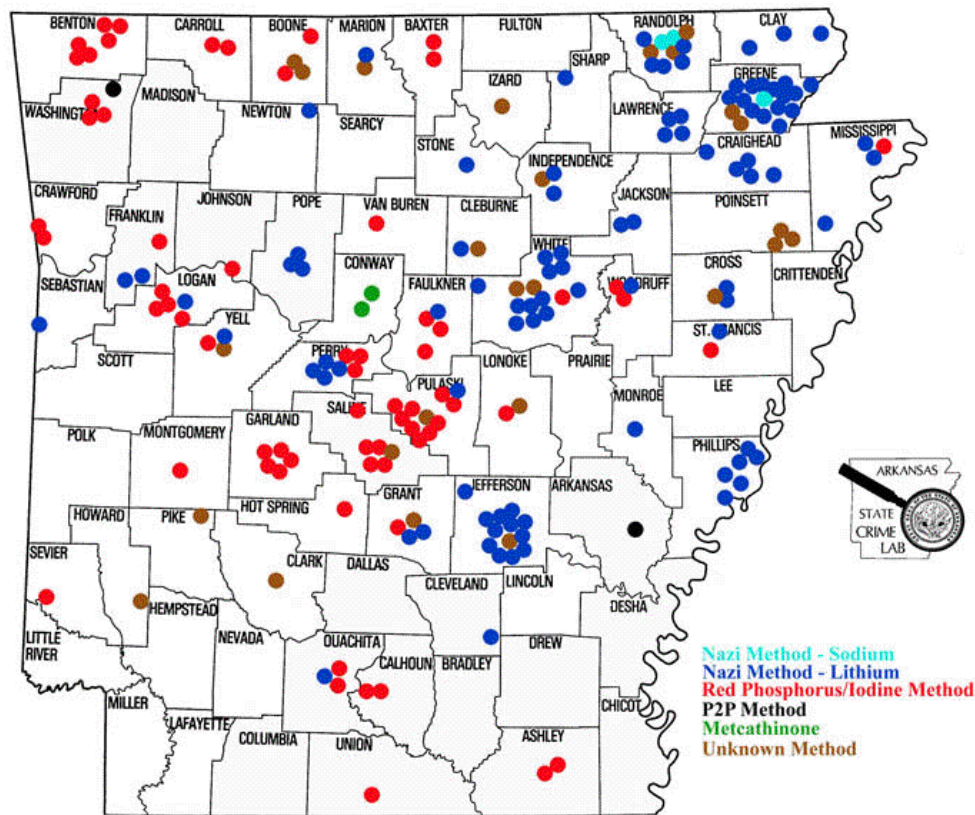 BENTON
CARROLL
BOONE
MARION
BAXTER
FULTON
RANDOLPH
CLAY
SHARP
GREENE
IZARD
LAWRENCE
WASHINGTON
MADISON
NEWTON
SEARCY
STONE
INDEPENDENCE
CRAIGHEAD
MISSISSIPPI
CRAWFORD
FRANKLIN
JOHNSON
POPE
VAN BUREN
CLEBURNE
JACKSON
POINSETT
SEBASTIAN
LOGAN
CONWAY
FAULKNER
WHITE
WOODRUFF
CROSS
CRITTENDEN
YELL
ST. FRANCIS
SCOTT
PERRY
LONOKE
PRAIRIE
LEE
PULASKI
MONROE
SALINE
GARLAND
POLK
MONTGOMERY
PHILLIPS
HOT SPRING
GRANT
JEFFERSON
ARKANSAS
HOWARD
PIKE
SEVIER
CLARK
DALLAS
CLEVELAND
LINCOLN
DESHA
HEMPSTEAD
LITTLE
RIVER
NEVADA
OUACHITA
CALHOUN
BRADLEY
DREW
CHICOT
MILLER
LAFAYETTE
COLUMBIA
UNION
ASHLEY
ARKANSAS
STATE
CRIME
LAB
Nazi Method - Sodium
Nazi Method - Lithium
Red Phosphorus/Iodine Method
P2P Method
Metcathinone
Unknown Method